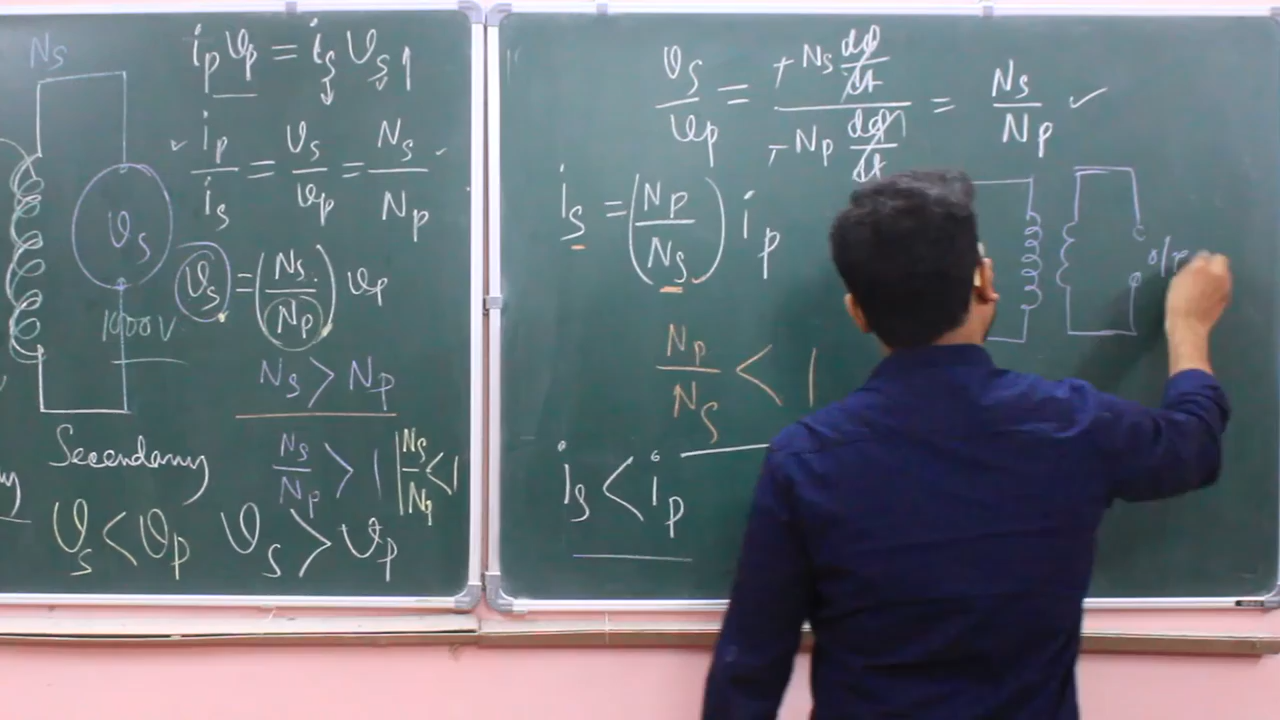 Ns
ip vp = is vs
ip/is = vs/vp = Ns/Np
vs
vs = (Ns/Np) vp
1000V
Ns > Np
Secondary
Ns/Np > 1 | Ns/Np < 1
vs < vp vs > vp
vs/vp = -Ns dφ/dt / -Np dφ/dt = Ns/Np ✓
is = (Np/Ns) ip
o/p
Np/Ns < 1
is < ip